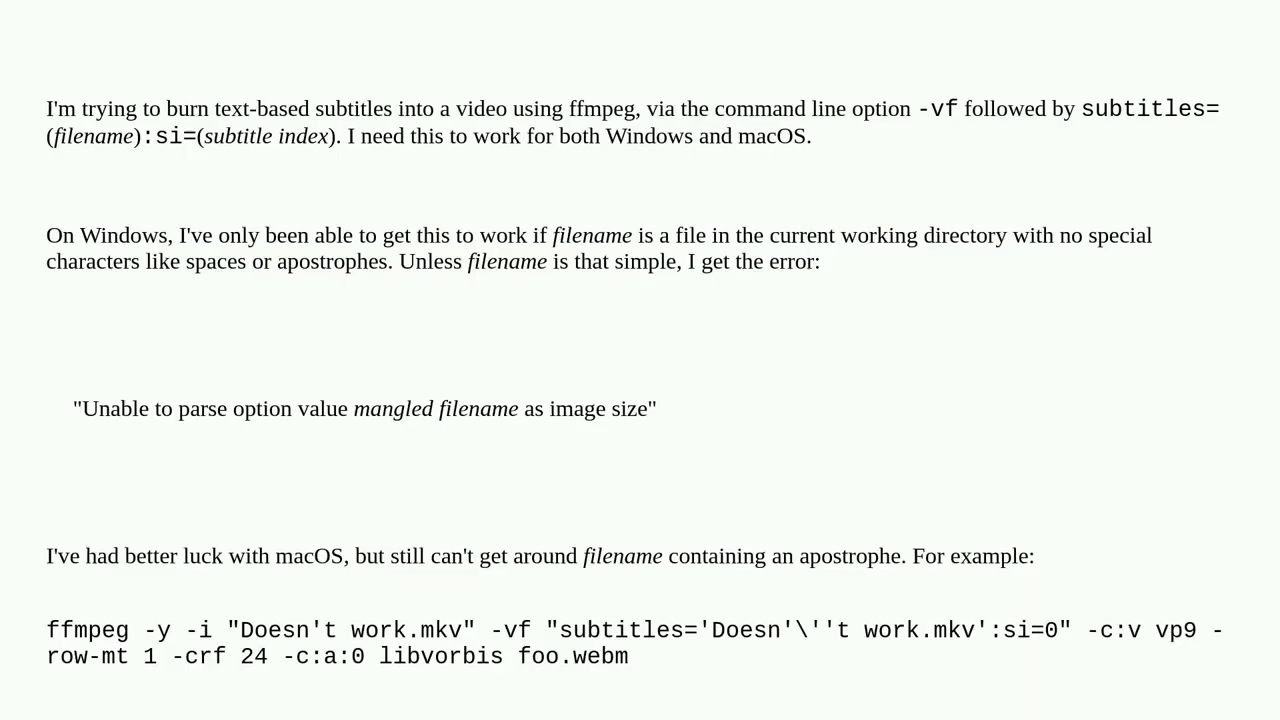 I'm trying to burn text-based subtitles into a video using ffmpeg, via the command line option -vf followed by subtitles=
(filename):si=(subtitle index). I need this to work for both Windows and macOS.
On Windows, I've only been able to get this to work if filename is a file in the current working directory with no special
characters like spaces or apostrophes. Unless filename is that simple, I get the error:
"Unable to parse option value mangled filename as image size"
I've had better luck with macOS, but still can't get around filename containing an apostrophe. For example:
ffmpeg -y -i "Doesn't work.mkv" -vf "subtitles='Doesn'\''t work.mkv':si=0" -c:v vp9 -
row-mt 1 -crf 24 -c:a:0 libvorbis foo.webm